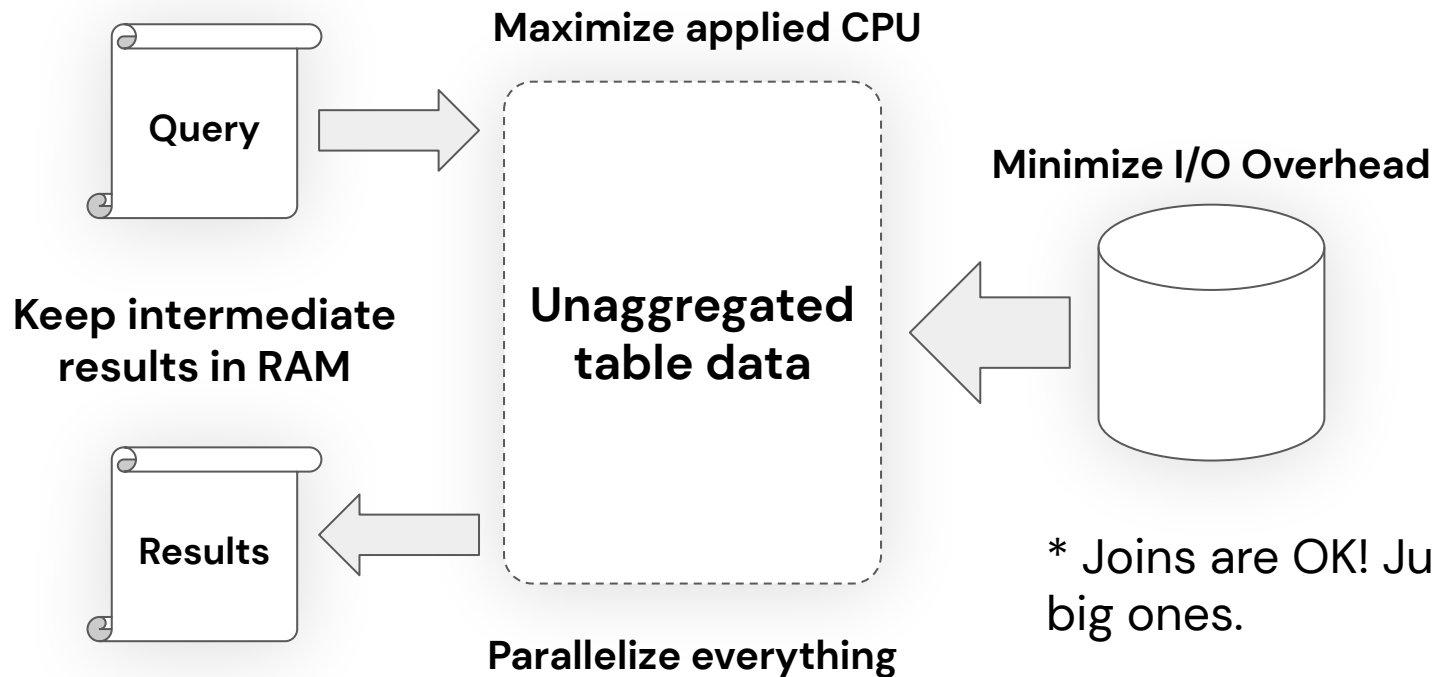 Maximize applied CPU
Query
Minimize I/O Overhead
Keep intermediate
results in RAM
Unaggregated
table data
Results
* Joins are OK! Ju
big ones.
Parallelize everything